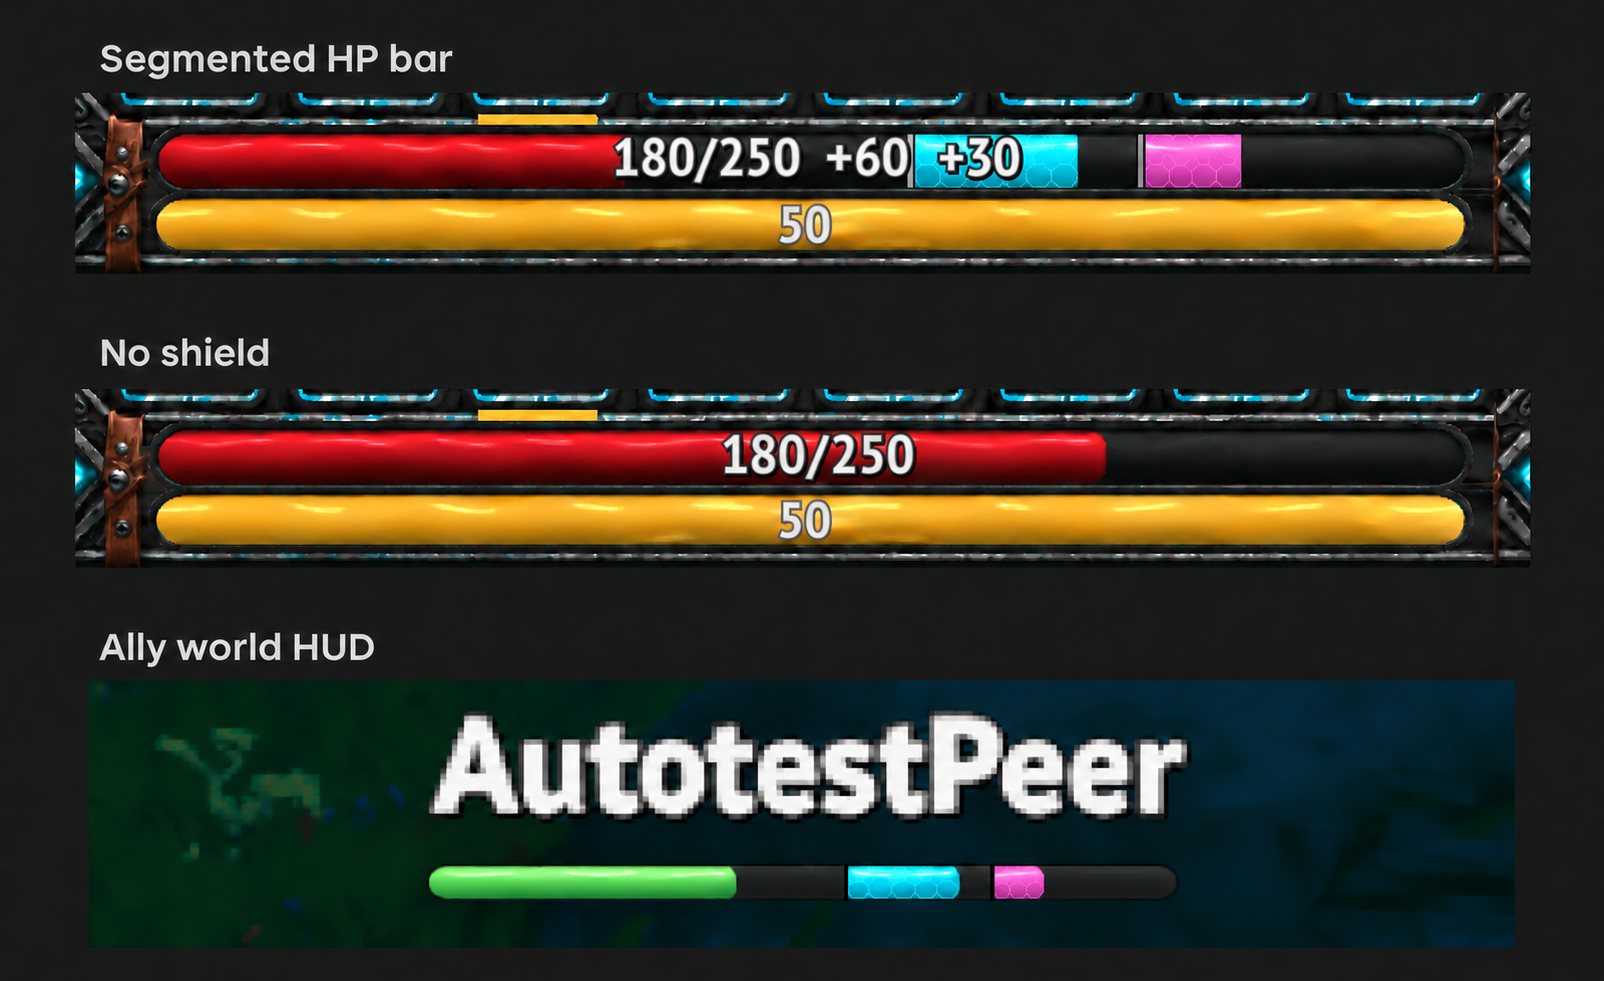 Segmented HP bar
180/250 +60 +30
50
No shield
180/250
50
Ally world HUD
AutotestPeer